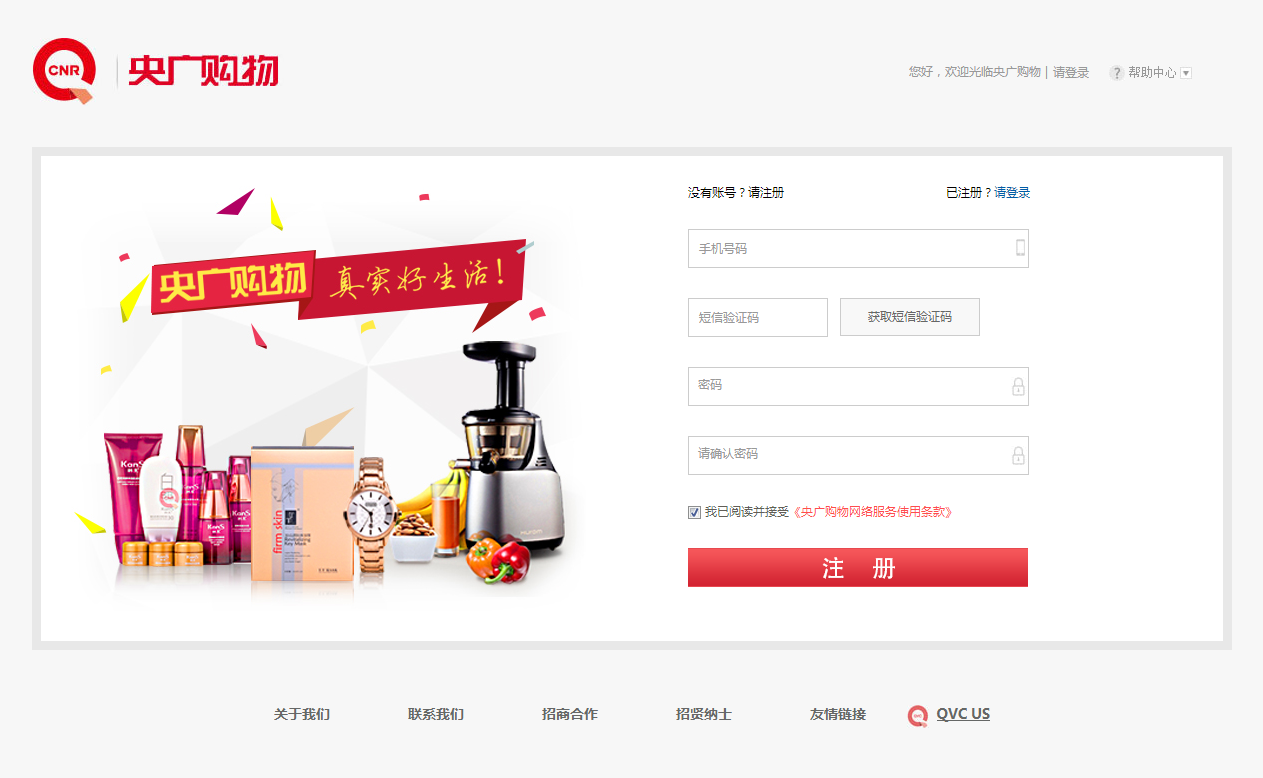 CNR
央广购物
您好，欢迎光临央广购物 | 请登录
? 帮助中心
没有账号？请注册
已注册？请登录
央广购物
真实好生活！
手机号码
短信验证码
获取短信验证码
密码
请确认密码
我已阅读并接受《央广购物网络服务使用条款》
注 册
KanS
KanS
firm skin
Revitalizing
Key Mask
关于我们
联系我们
招商合作
招贤纳士
友情链接
QVC US